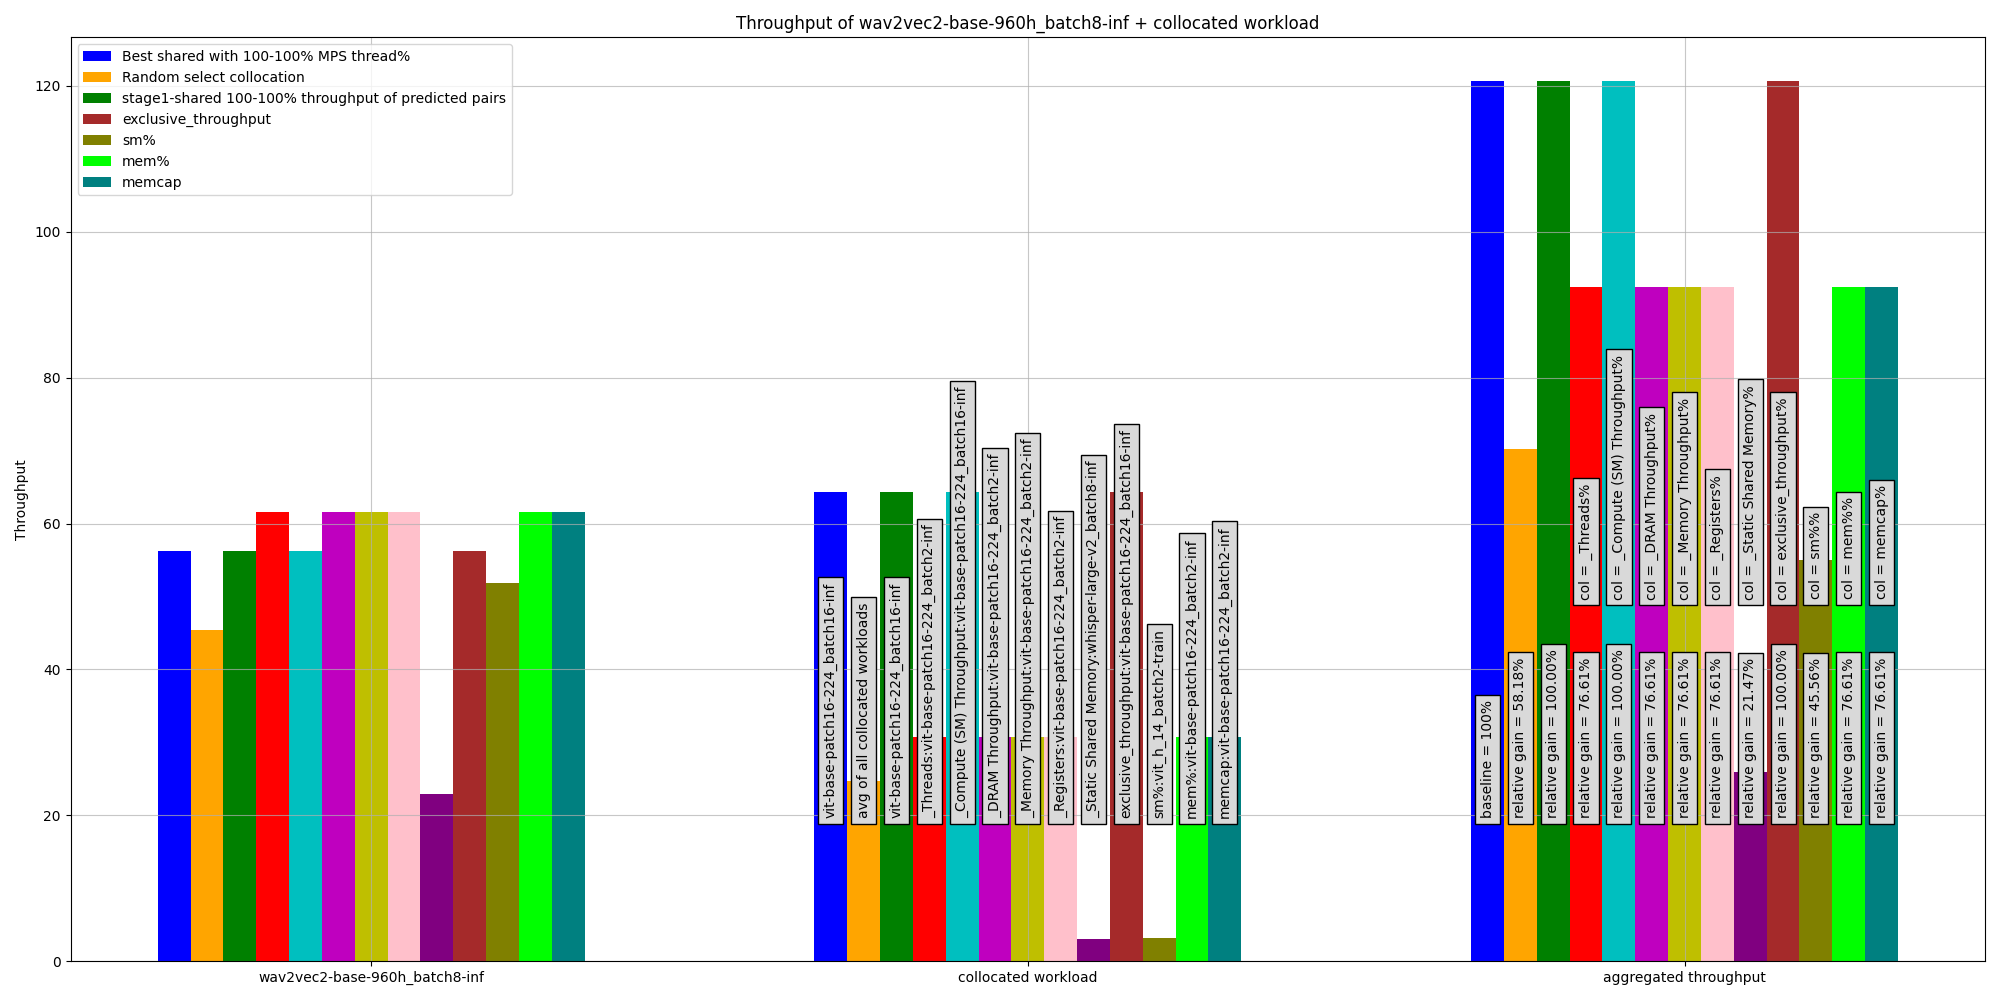 Throughput of wav2vec2-base-960h_batch8-inf + collocated workload
Best shared with 100-100% MPS thread%
Random select collocation
stage1-shared 100-100% throughput of predicted pairs
exclusive_throughput
sm%
mem%
memcap
Throughput
120
100
80
60
40
20
0
vit-base-patch16-224_batch16-inf
avg of all collocated workloads
vit-base-patch16-224_batch16-inf
_Threads:vit-base-patch16-224_batch2-inf
_Compute (SM) Throughput:vit-base-patch16-224_batch16-inf
_DRAM Throughput:vit-base-patch16-224_batch2-inf
_Memory Throughput:vit-base-patch16-224_batch2-inf
_Registers:vit-base-patch16-224_batch2-inf
_Static Shared Memory:whisper-large-v2_batch8-inf
exclusive_throughput:vit-base-patch16-224_batch16-inf
sm%:vit_h_14_batch2-train
mem%:vit-base-patch16-224_batch2-inf
memcap:vit-base-patch16-224_batch2-inf
col = _Threads%
col = _Compute (SM) Throughput%
col = _DRAM Throughput%
col = _Memory Throughput%
col = _Registers%
col = _Static Shared Memory%
col = exclusive_throughput%
col = sm%%
col = mem%%
col = memcap%
baseline = 100%
relative gain = 58.18%
relative gain = 100.00%
relative gain = 76.61%
relative gain = 100.00%
relative gain = 76.61%
relative gain = 76.61%
relative gain = 76.61%
relative gain = 21.47%
relative gain = 100.00%
relative gain = 45.56%
relative gain = 76.61%
relative gain = 76.61%
wav2vec2-base-960h_batch8-inf
collocated workload
aggregated throughput